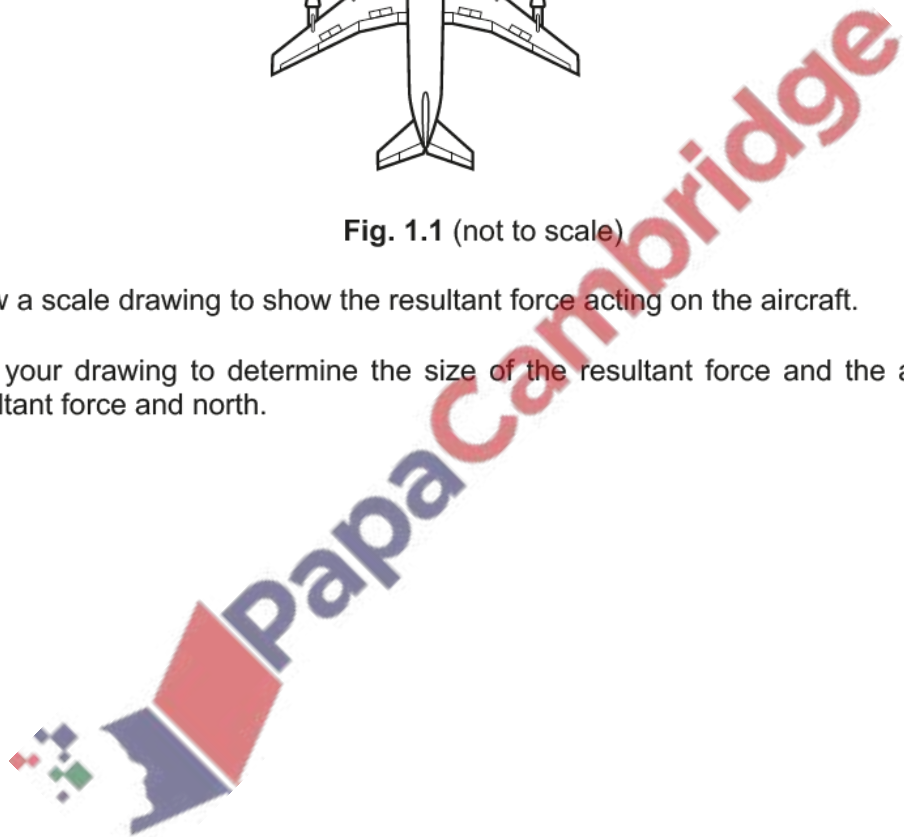 Fig. 1.1 (not to scale)
a scale drawing to show the resultant force acting on the aircraft.
your drawing to determine the size of the resultant force and the
force and north.
PapaCambridge